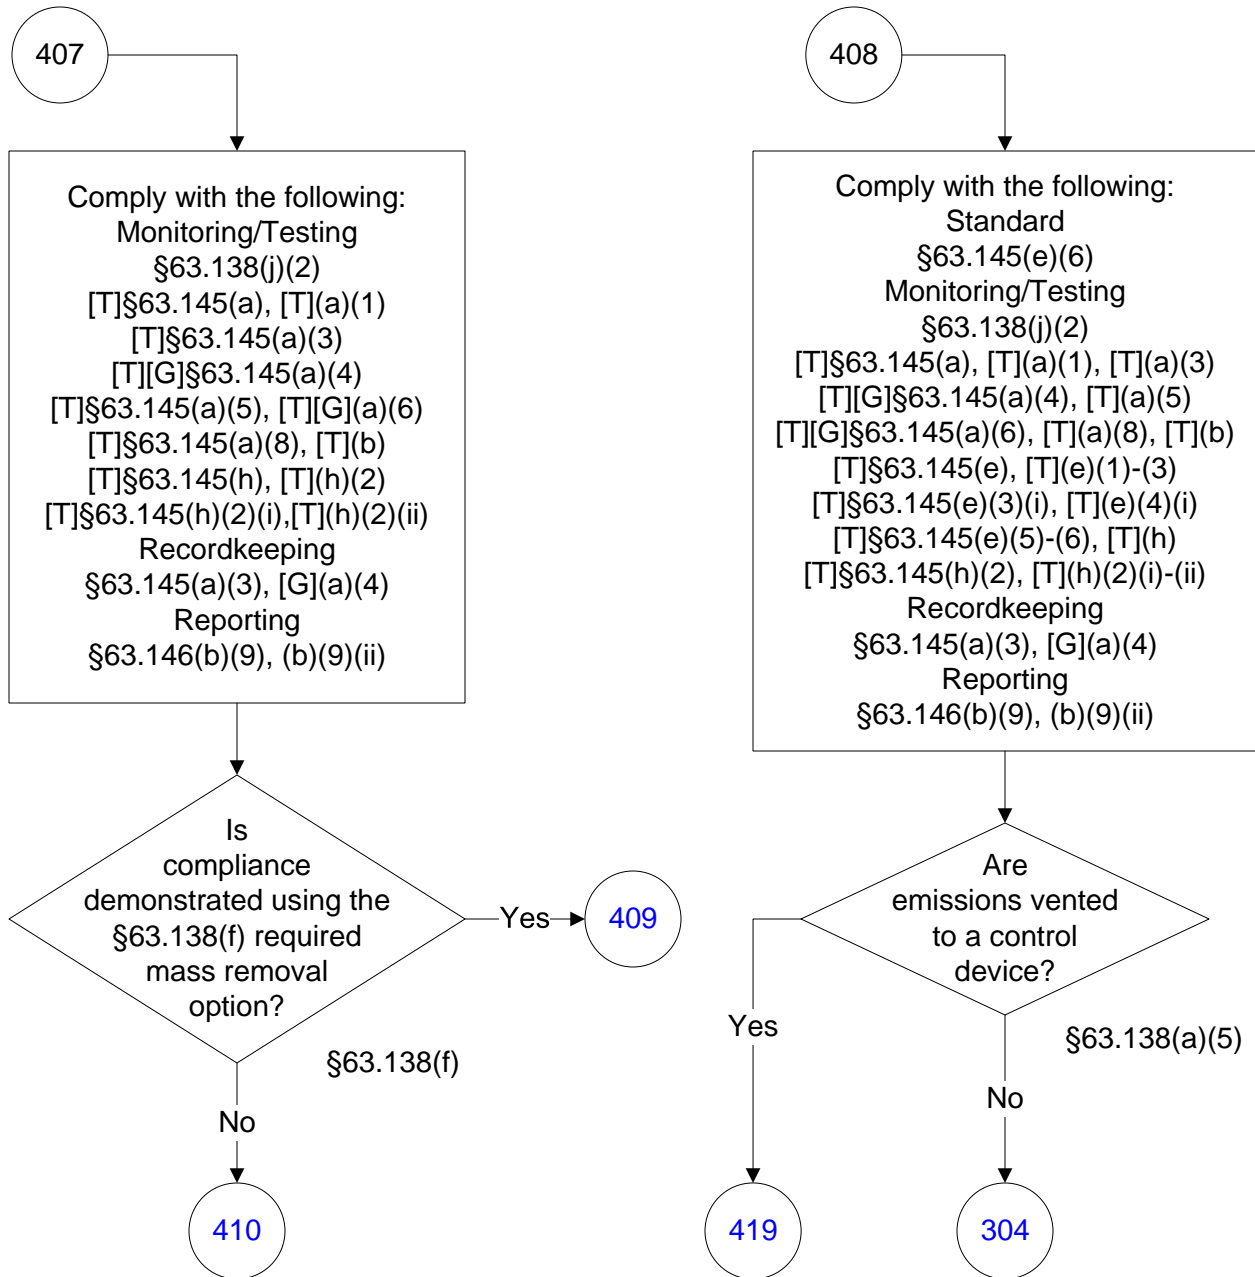 407
Comply with the following:
Monitoring/Testing
§63.138(j)(2)
[T]§63.145(a), [T](a)(1)
[T]§63.145(a)(3)
[T][G]§63.145(a)(4)
[T]§63.145(a)(5), [T][G](a)(6)
[T]§63.145(a)(8), [T](b)
[T]§63.145(h), [T](h)(2)
[T]§63.145(h)(2)(i),[T](h)(2)(ii)
Recordkeeping
§63.145(a)(3), [G](a)(4)
Reporting
§63.146(b)(9), (b)(9)(ii)
Is
compliance
demonstrated using the
§63.138(f) required
mass removal
option?
Yes
409
§63.138(f)
No
410
408
Comply with the following:
Standard
§63.145(e)(6)
Monitoring/Testing
§63.138(j)(2)
[T]§63.145(a), [T](a)(1), [T](a)(3)
[T][G]§63.145(a)(4), [T](a)(5)
[T][G]§63.145(a)(6), [T](a)(8), [T](b)
[T]§63.145(e), [T](e)(1)-(3)
[T]§63.145(e)(3)(i), [T](e)(4)(i)
[T]§63.145(e)(5)-(6), [T](h)
[T]§63.145(h)(2), [T](h)(2)(i)-(ii)
Recordkeeping
§63.145(a)(3), [G](a)(4)
Reporting
§63.146(b)(9), (b)(9)(ii)
Are
emissions vented
to a control
device?
Yes
§63.138(a)(5)
No
419
304